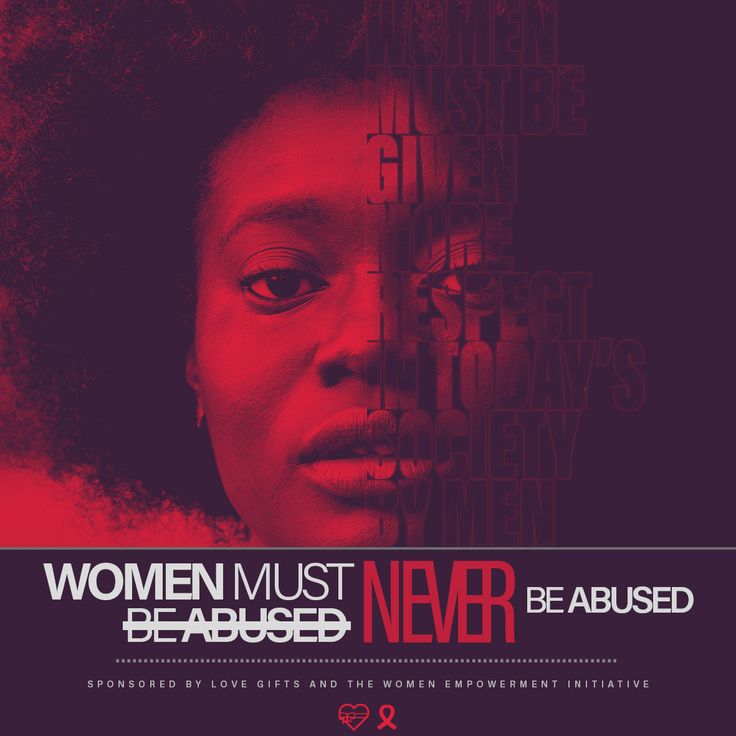 WOMEN
MUST BE
GIVEN
MORE
RESPECT
IN TODAY'S
SOCIETY
BY MEN
WOMEN MUST NEVER BE ABUSED
BE ABUSED
SPONSORED BY LOVE GIFTS AND THE WOMEN EMPOWERMENT INITIATIVE